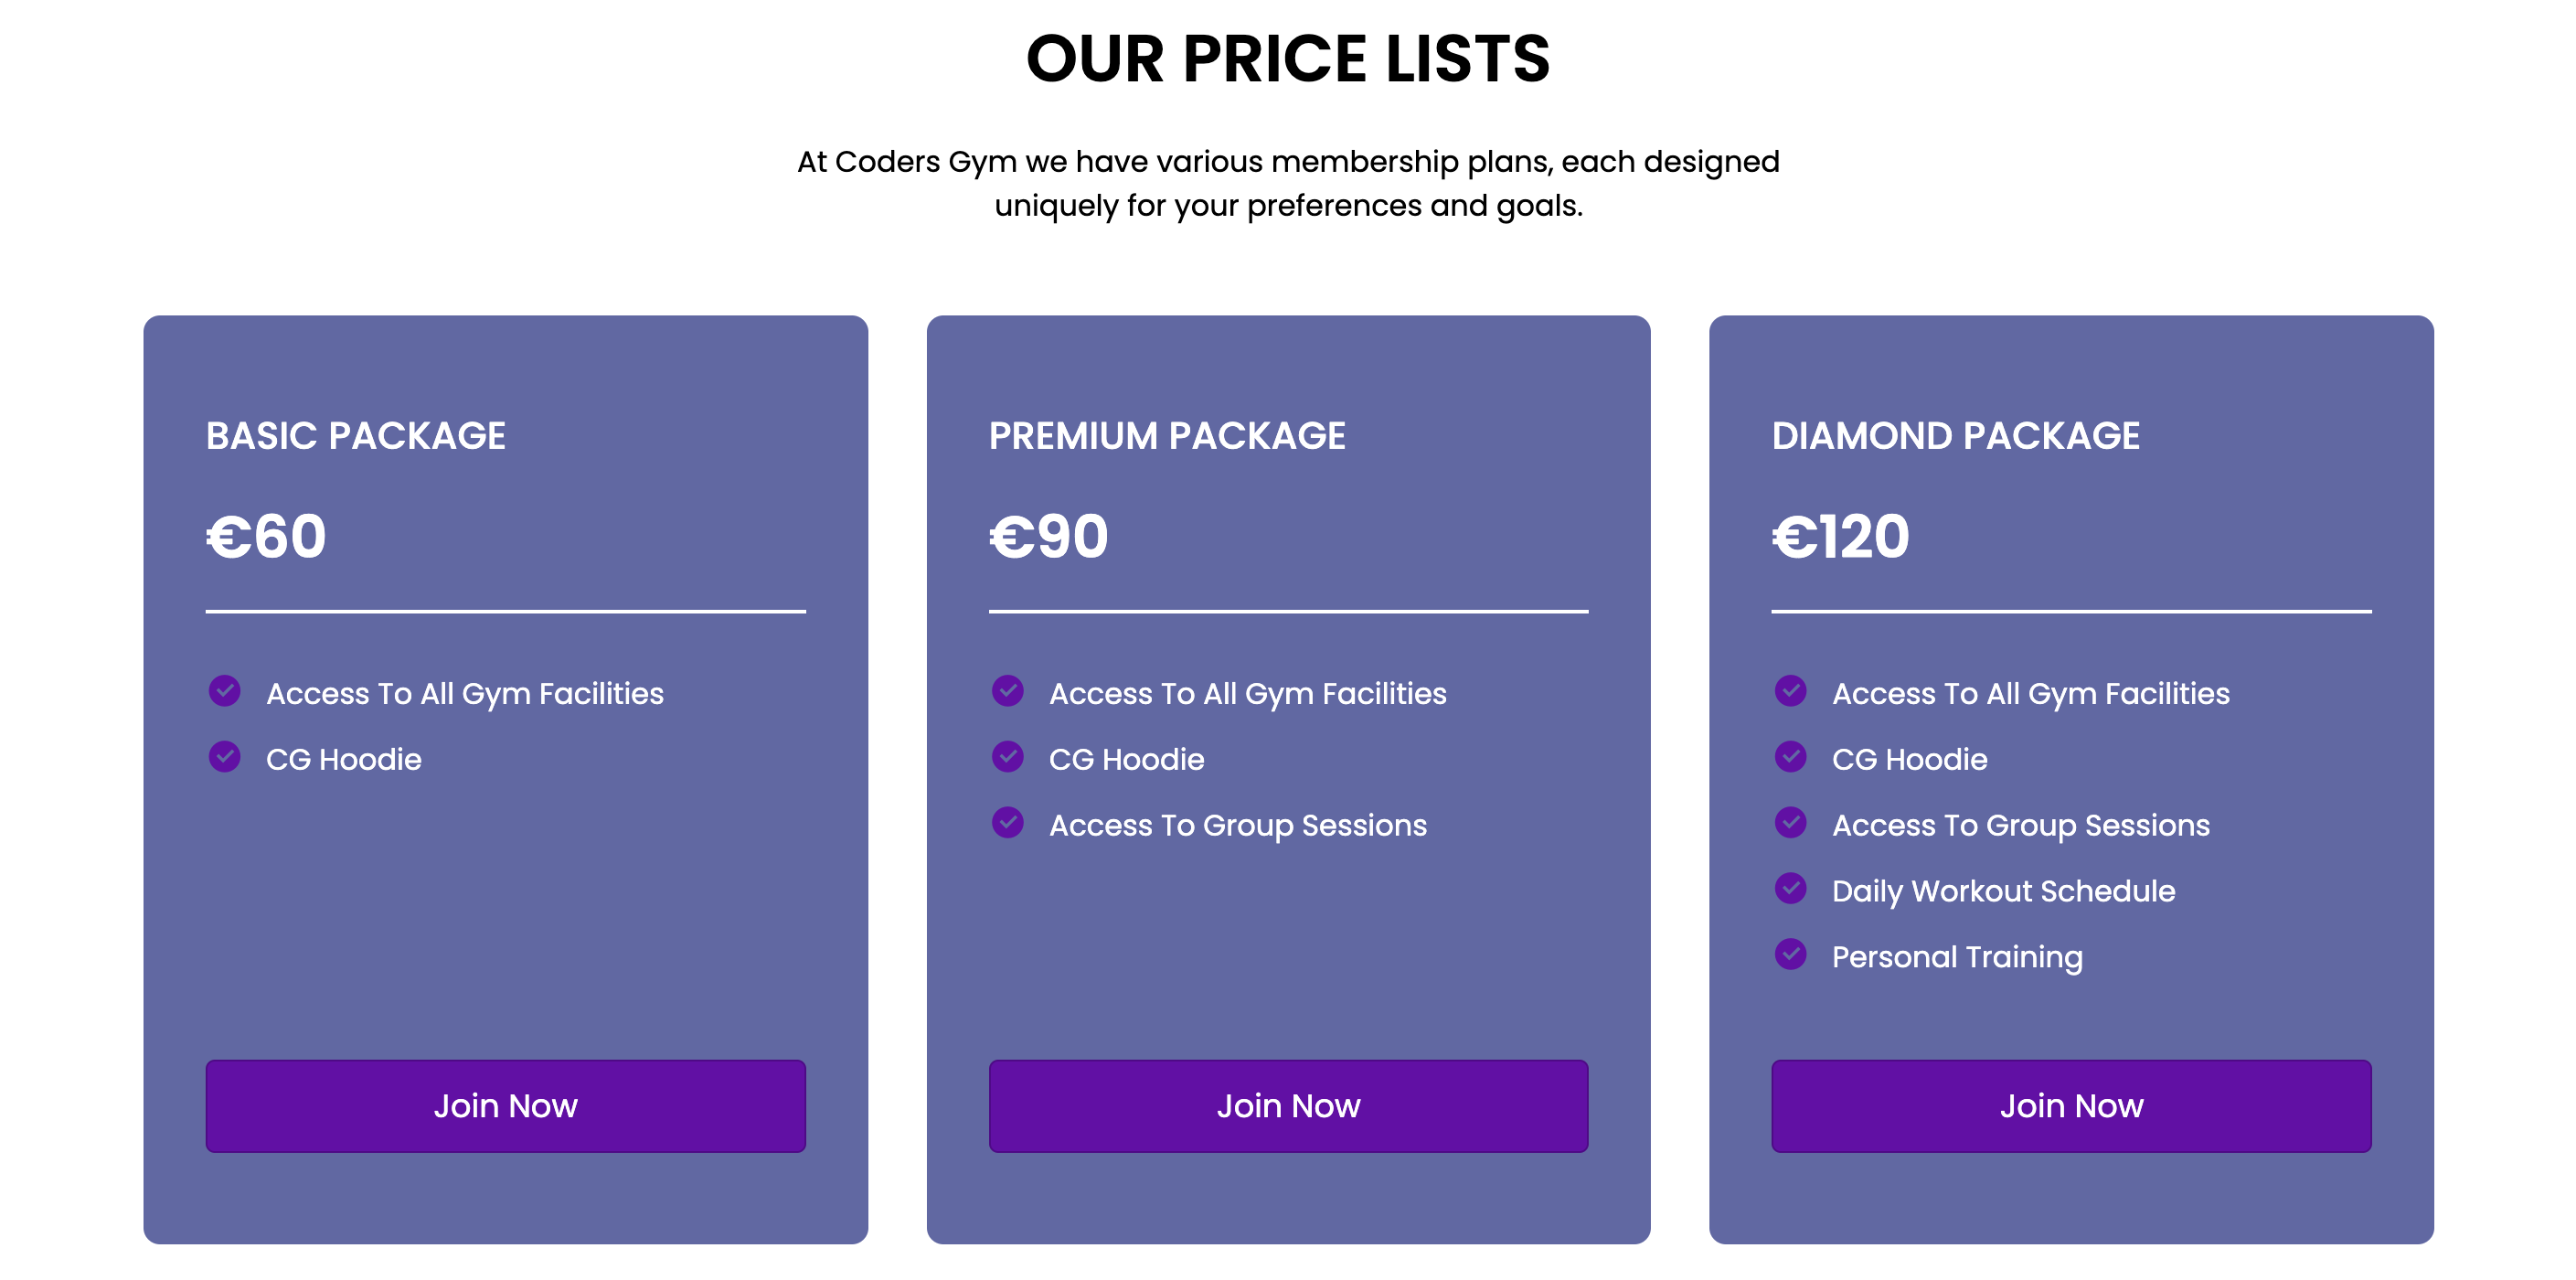 OUR PRICE LISTS
At Coders Gym we have various membership plans, each designed
uniquely for your preferences and goals.
BASIC PACKAGE
€60
Access To All Gym Facilities
CG Hoodie
Join Now
PREMIUM PACKAGE
€90
Access To All Gym Facilities
CG Hoodie
Access To Group Sessions
Join Now
DIAMOND PACKAGE
€120
Access To All Gym Facilities
CG Hoodie
Access To Group Sessions
Daily Workout Schedule
Personal Training
Join Now